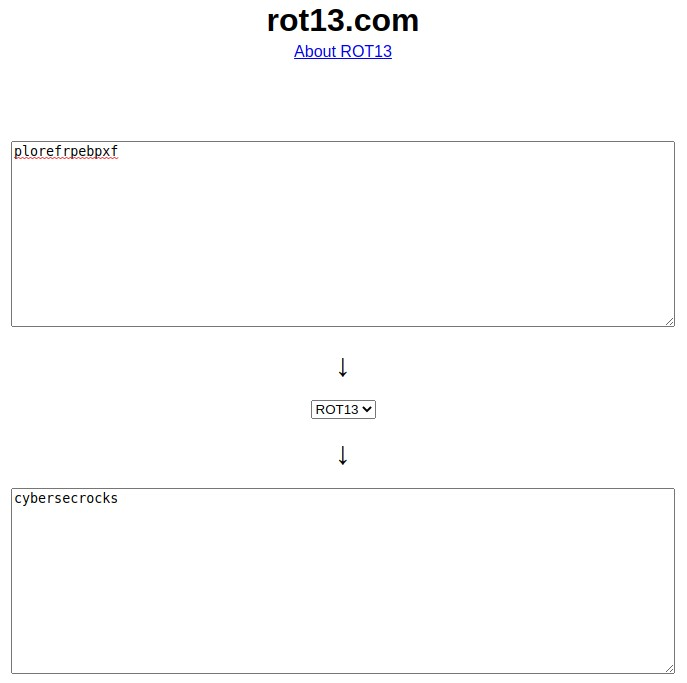 rot13.com
About ROT13
plorefrpebpxf
↓
ROT13
↓
cybersecrocks